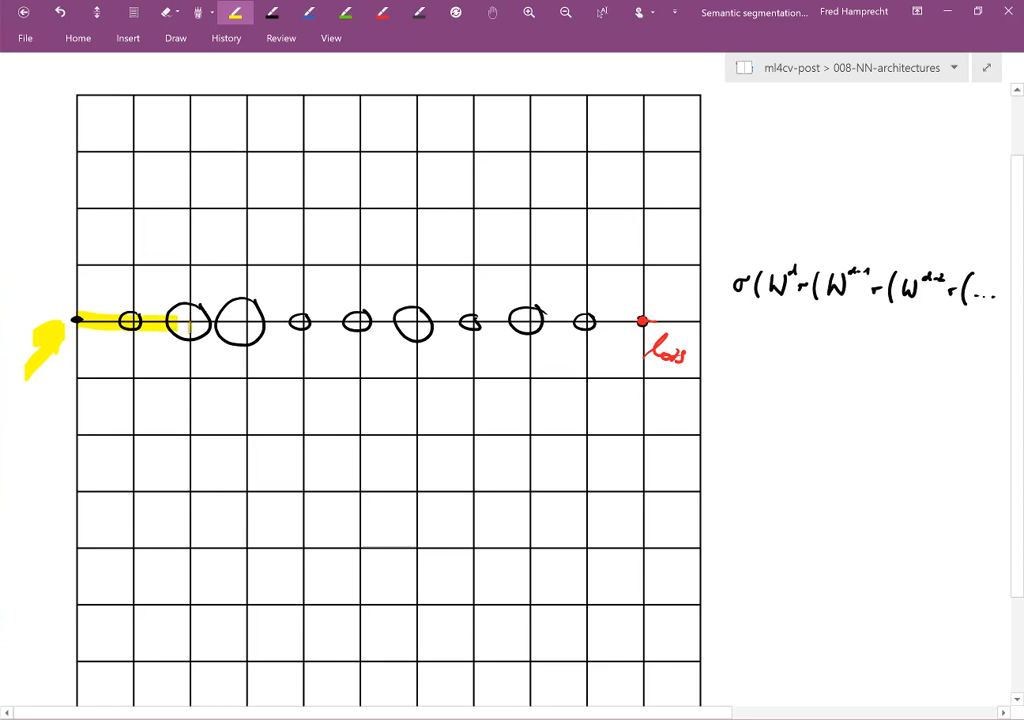 Semantic segmentation... Fred Hamprecht
File Home Insert Draw History Review View
ml4cv-post > 008-NN-architectures
σ(W^d r(W^{d-1} r(W^{d-2} r(...
loss